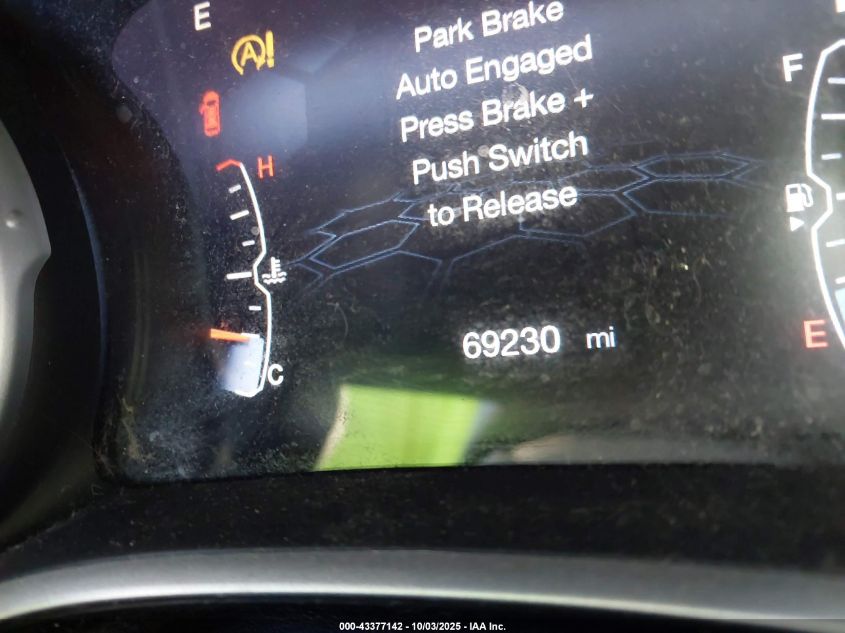 E
A!
Park Brake
Auto Engaged
Press Brake +
Push Switch
to Release
H
C
F
E
69230 mi
000-43377142 - 10/03/2025 - IAA Inc.